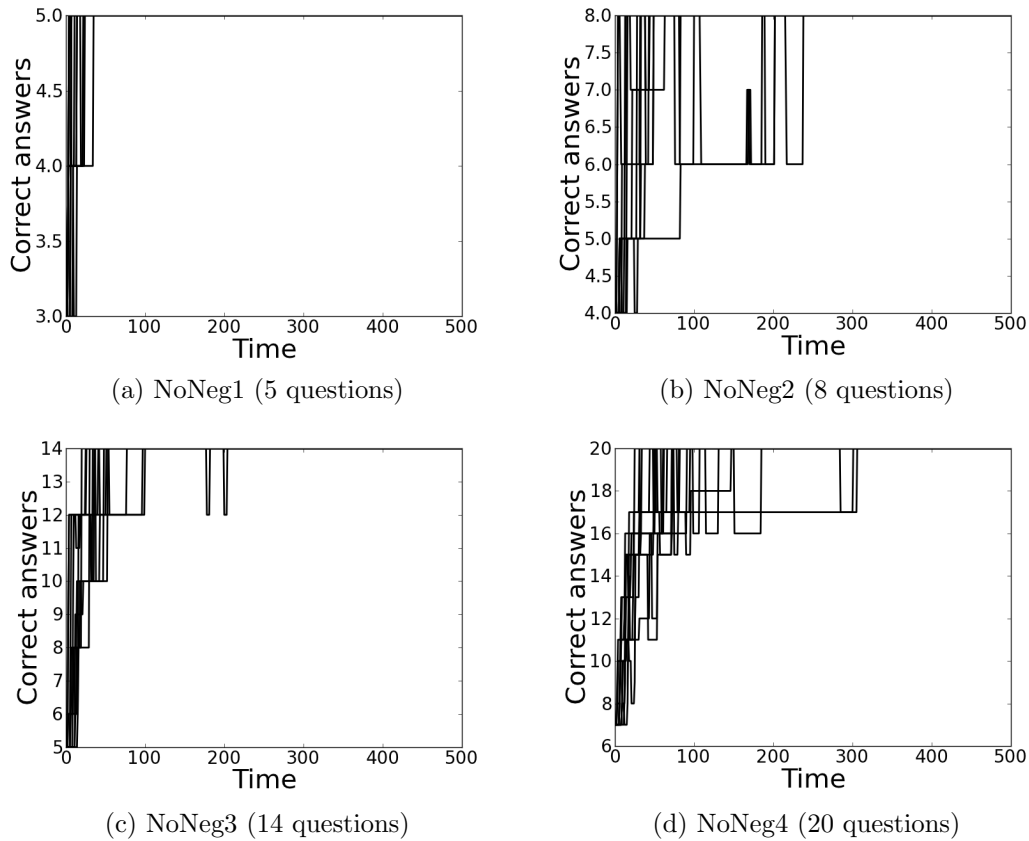 5.0
4.5
4.0
3.5
3.0
0 100 200 300 400 500
Correct answers
Time
(a) NoNeg1 (5 questions)
8.0
7.5
7.0
6.5
6.0
5.5
5.0
4.5
4.0
0 100 200 300 400 500
Correct answers
Time
(b) NoNeg2 (8 questions)
14
13
12
11
10
9
8
7
6
5
0 100 200 300 400 500
Correct answers
Time
(c) NoNeg3 (14 questions)
20
18
16
14
12
10
8
6
0 100 200 300 400 500
Correct answers
Time
(d) NoNeg4 (20 questions)